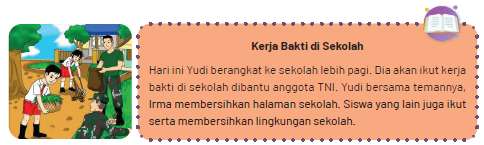 Kerja Bakti di Sekolah
Hari ini Yudi berangkat ke sekolah lebih pagi. Dia akan ikut kerja
bakti di sekolah dibantu anggota TNI. Yudi bersama temannya,
Irma membersihkan halaman sekolah. Siswa yang lain juga ikut
serta membersihkan lingkungan sekolah.